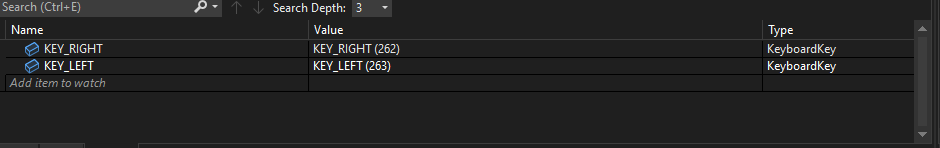 Search (Ctrl+E) Search Depth: 3
Name Value Type
KEY_RIGHT KEY_RIGHT (262) KeyboardKey
KEY_LEFT KEY_LEFT (263) KeyboardKey
Add item to watch